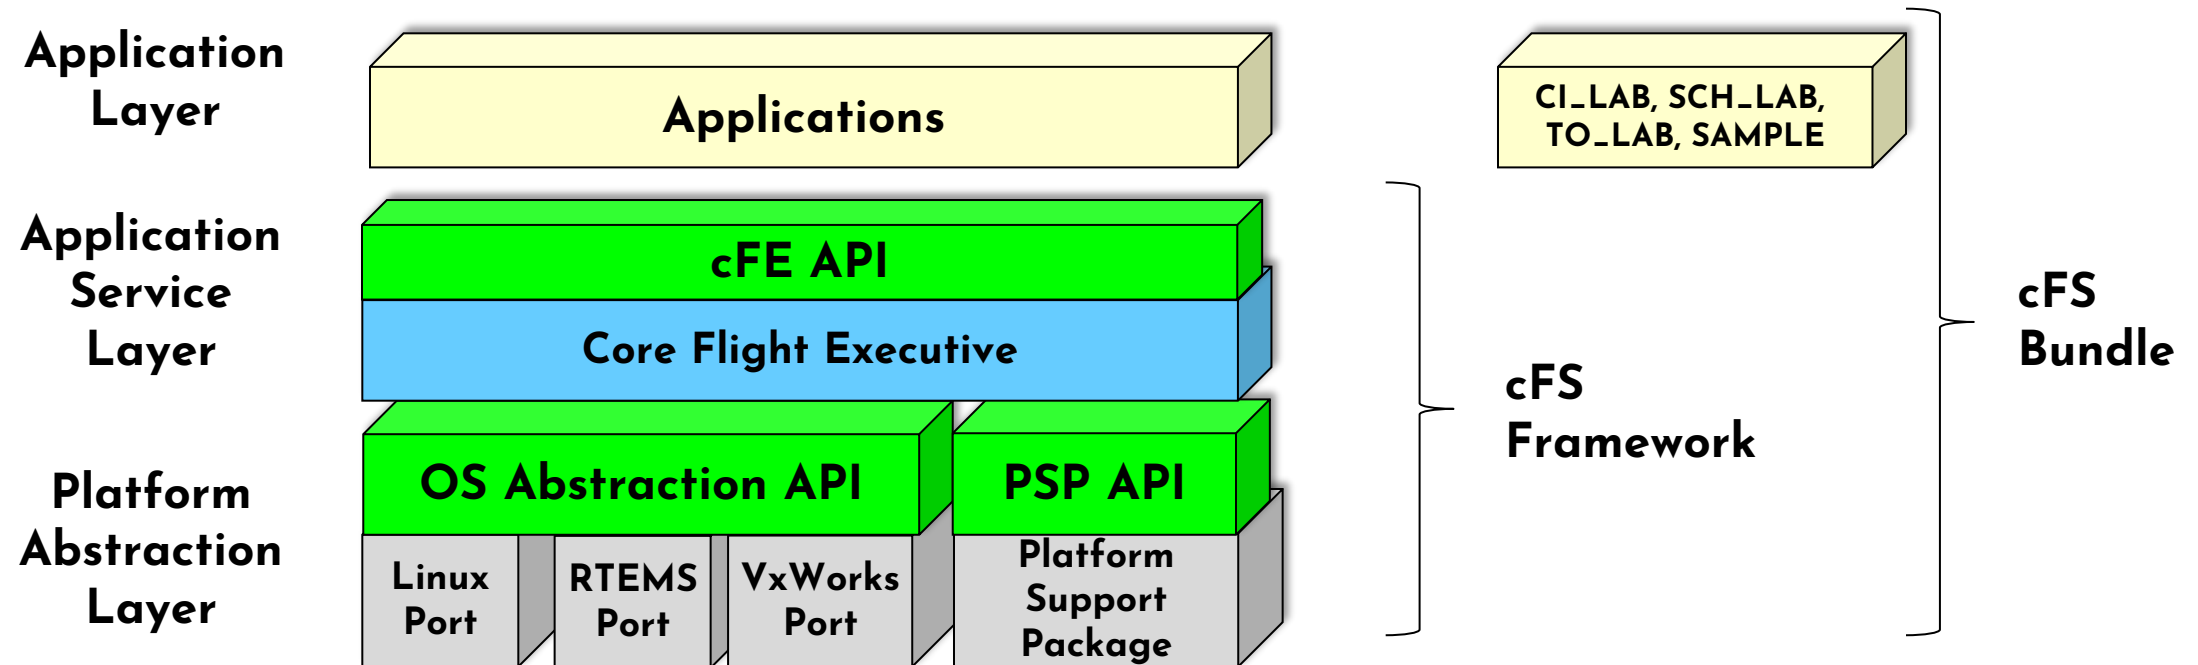 Application
Layer
Applications
CI_LAB, SCH_LAB,
TO_LAB, SAMPLE
Application
Service
Layer
cFE API
Core Flight Executive
cFS
Bundle
cFS
Framework
Platform
Abstraction
Layer
OS Abstraction API
PSP API
Linux
Port
RTEMS
Port
VxWorks
Port
Platform
Support
Package